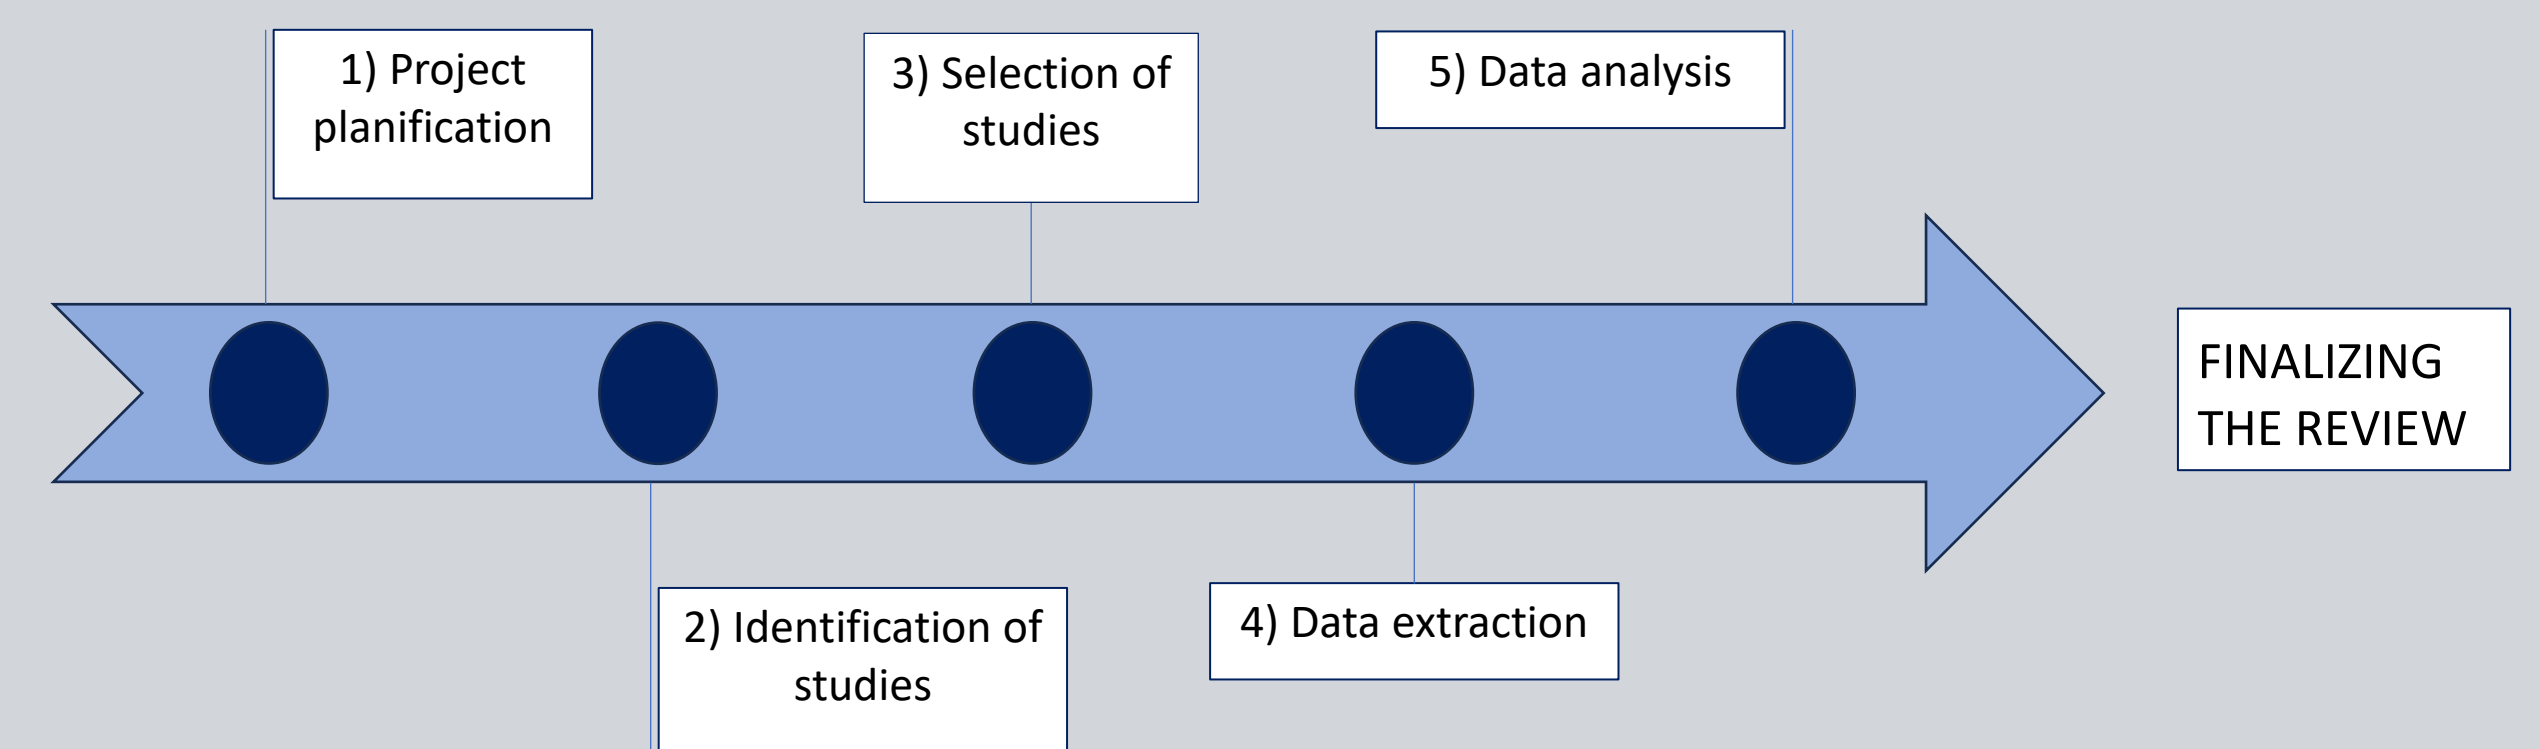 1) Project
planification
2) Identification of
studies
3) Selection of
studies
4) Data extraction
5) Data analysis
FINALIZING
THE REVIEW